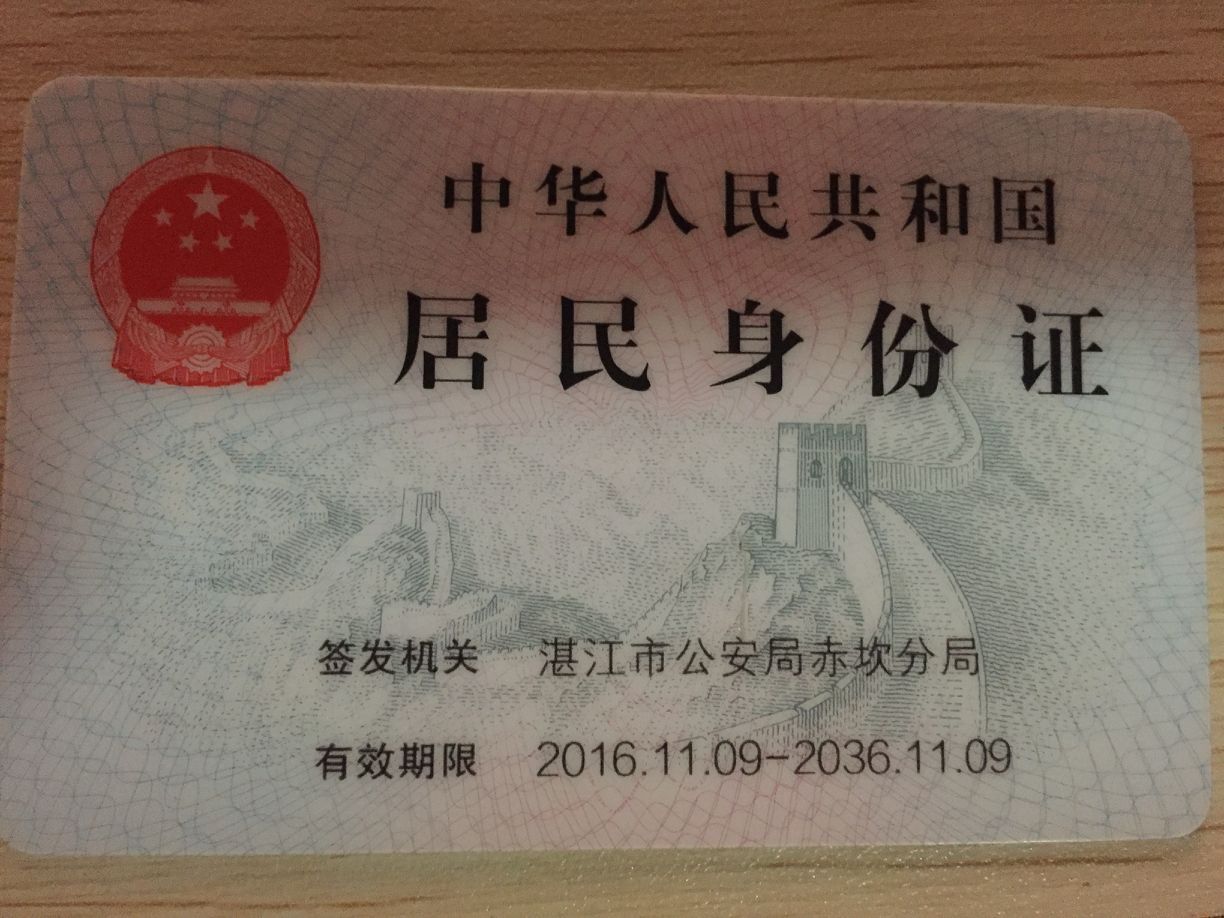 中华人民共和国
居民身份证
签发机关 湛江市公安局赤坎分局
有效期限 2016.11.09-2036.11.09